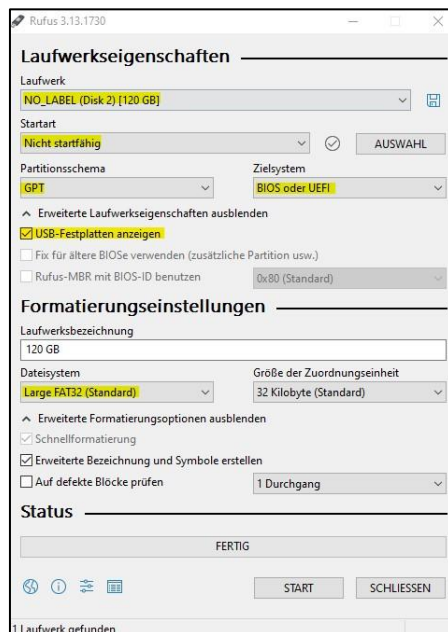 Rufus 3.13.1730
Laufwerkseigenschaften
Laufwerk
NO_LABEL (Disk 2) [120 GB]
Startart
Nicht startfähig
AUSWAHL
Partitionsschema Zielsystem
GPT BIOS oder UEFI
Erweiterte Laufwerkseigenschaften ausblenden
USB-Festplatten anzeigen
Fix für ältere BIOSe verwenden (zusätzliche Partition usw.)
Rufus-MBR mit BIOS-ID benutzen 0x80 (Standard)
Formatierungseinstellungen
Laufwerksbezeichnung
120 GB
Dateisystem Größe der Zuordnungseinheit
Large FAT32 (Standard) 32 Kilobyte (Standard)
Erweiterte Formatierungsoptionen ausblenden
Schnellformatierung
Erweiterte Bezeichnung und Symbole erstellen
Auf defekte Blöcke prüfen 1 Durchgang
Status
FERTIG
START SCHLIESSEN
1 Laufwerk gefunden